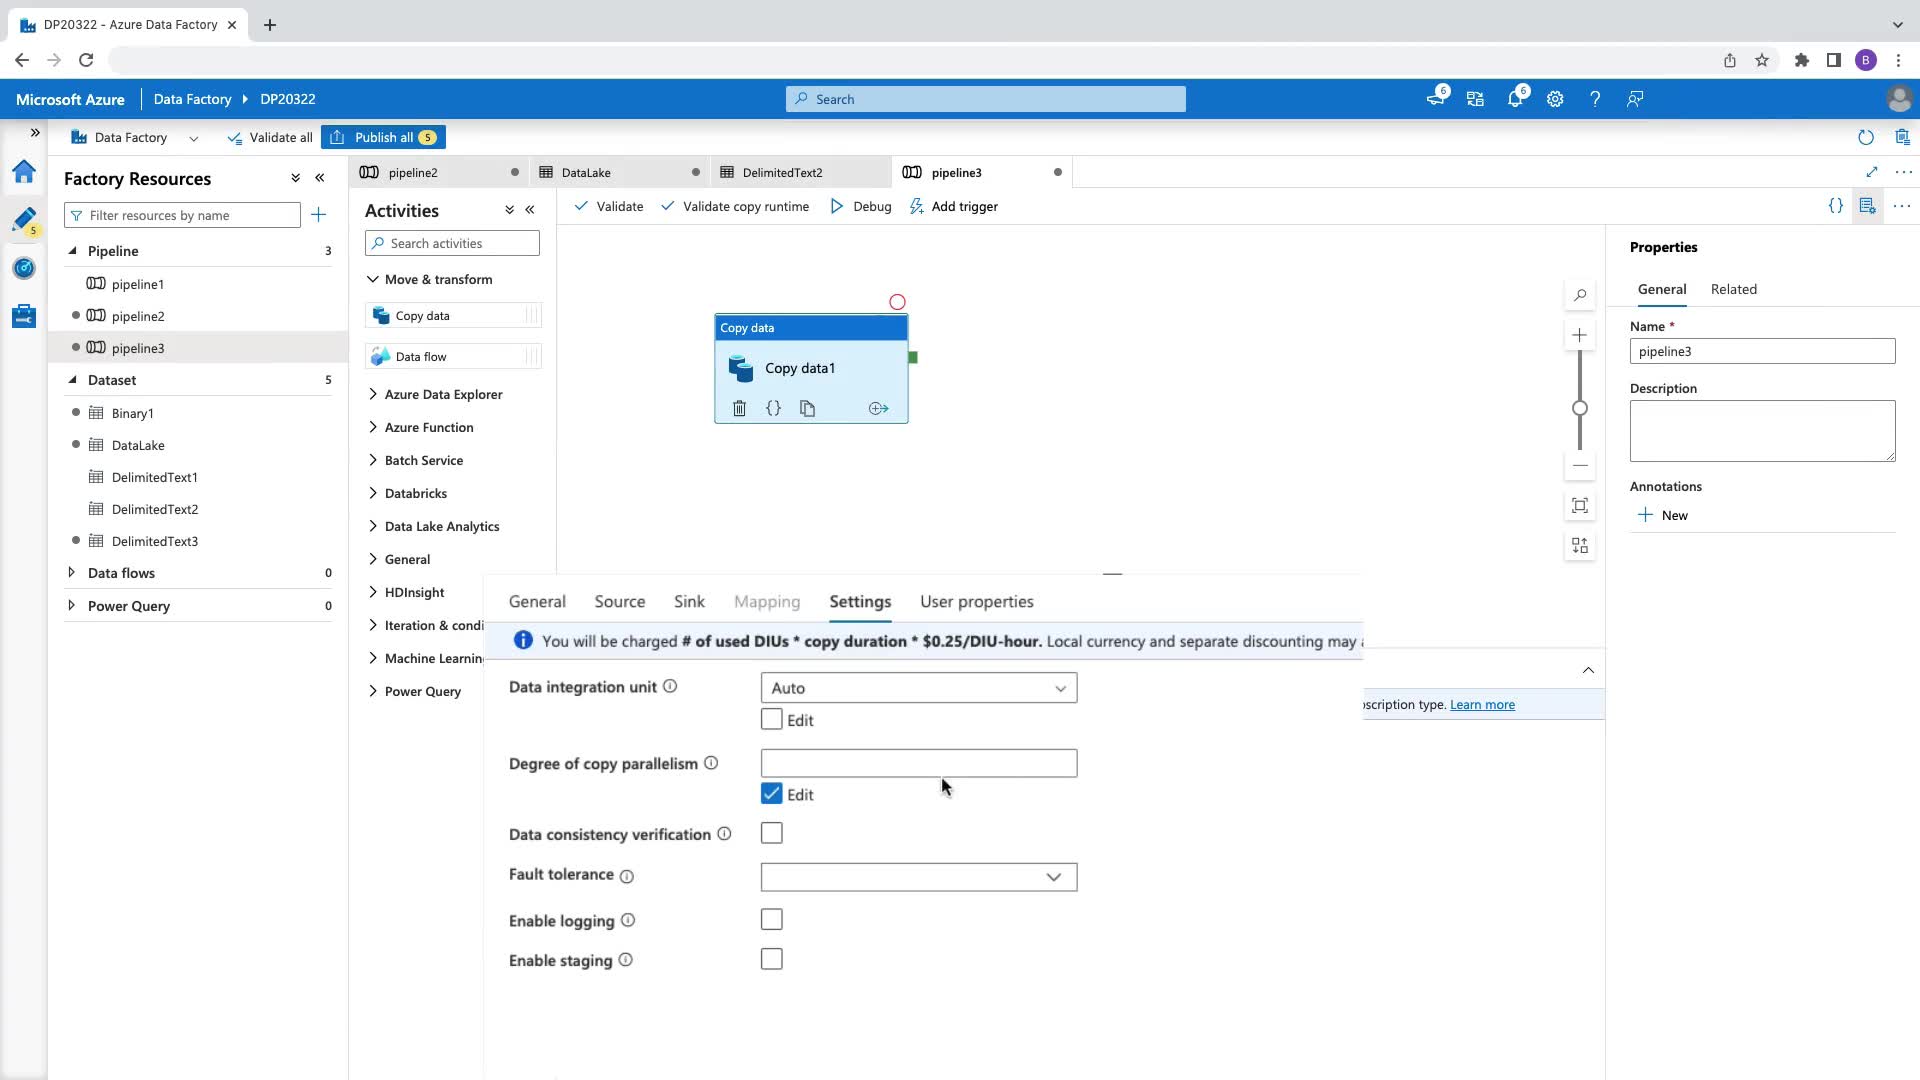 DP20322 - Azure Data Factory
B
Microsoft Azure
Data Factory
DP20322
Search
6
6
Data Factory
Validate all
Publish all 5
5
Factory Resources
Filter resources by name
Pipeline 3
pipeline1
pipeline2
pipeline3
Dataset 5
Binary1
DataLake
DelimitedText1
DelimitedText2
DelimitedText3
Data flows 0
Power Query 0
pipeline2
DataLake
DelimitedText2
pipeline3
Activities
Search activities
Move & transform
Copy data
Data flow
Azure Data Explorer
Azure Function
Batch Service
Databricks
Data Lake Analytics
General
HDInsight
Iteration & condi
Machine Learning
Power Query
Validate
Validate copy runtime
Debug
Add trigger
Copy data
Copy data1
General
Source
Sink
Mapping
Settings
User properties
You will be charged # of used DIUs * copy duration * $0.25/DIU-hour. Local currency and separate discounting may
scription type. Learn more
Data integration unit
Auto
Edit
Degree of copy parallelism
Edit
Data consistency verification
Fault tolerance
Enable logging
Enable staging
Properties
General
Related
Name *
pipeline3
Description
Annotations
New